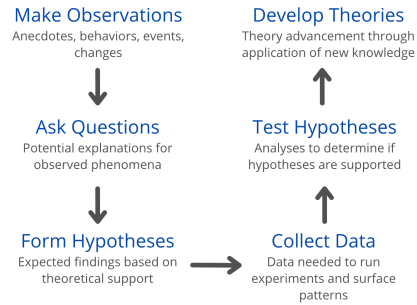 Make Observations
Anecdotes, behaviors, events,
changes
Ask Questions
Potential explanations for
observed phenomena
Form Hypotheses
Expected findings based on
theoretical support
Collect Data
Data needed to run
experiments and surface
patterns
Test Hypotheses
Analyses to determine if
hypotheses are supported
Develop Theories
Theory advancement through
application of new knowledge